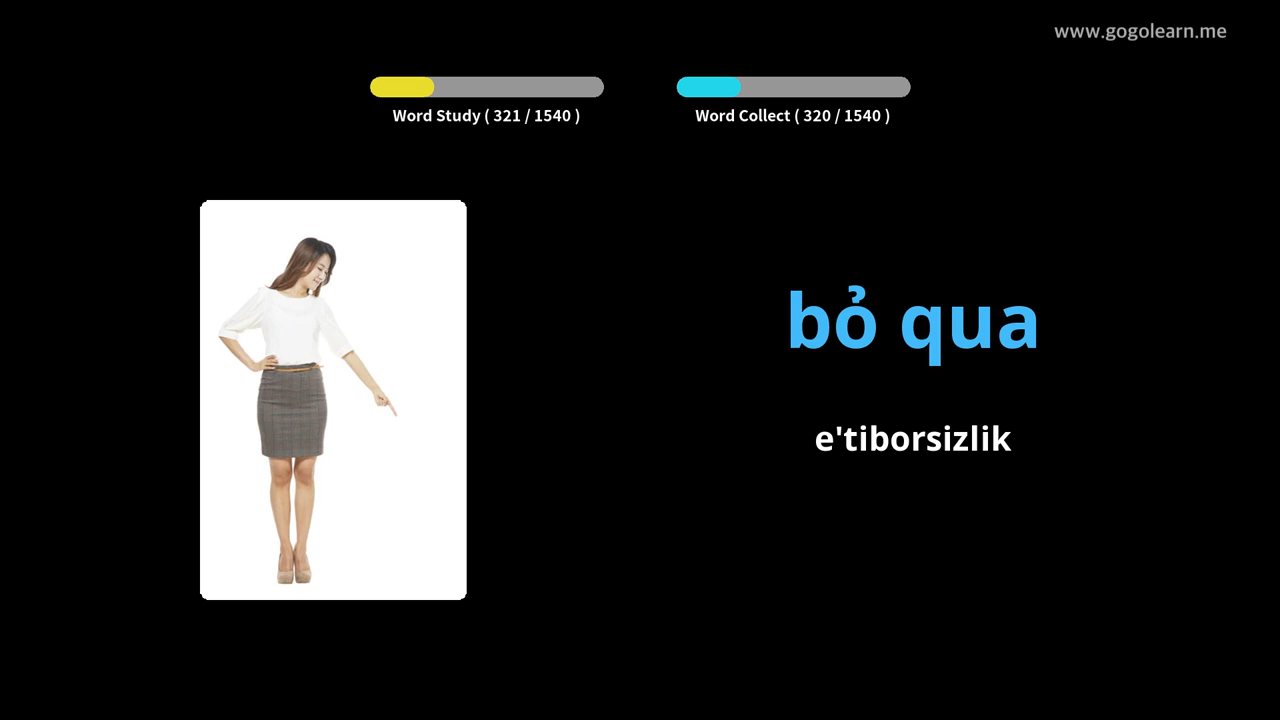 www.gogolearn.me
Word Study ( 321 / 1540 )
Word Collect ( 320 / 1540 )
bỏ qua
e'tiborsizlik